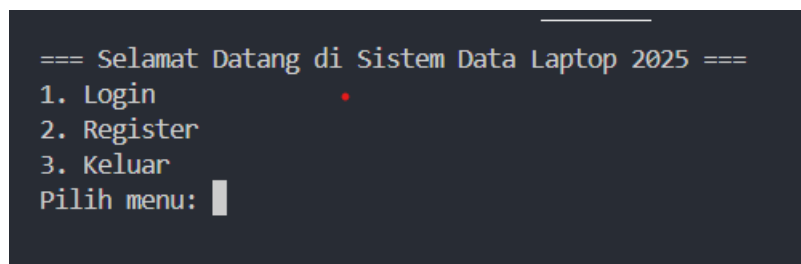 === Selamat Datang di Sistem Data Laptop 2025 ===
1. Login
2. Register
3. Keluar
Pilih menu: